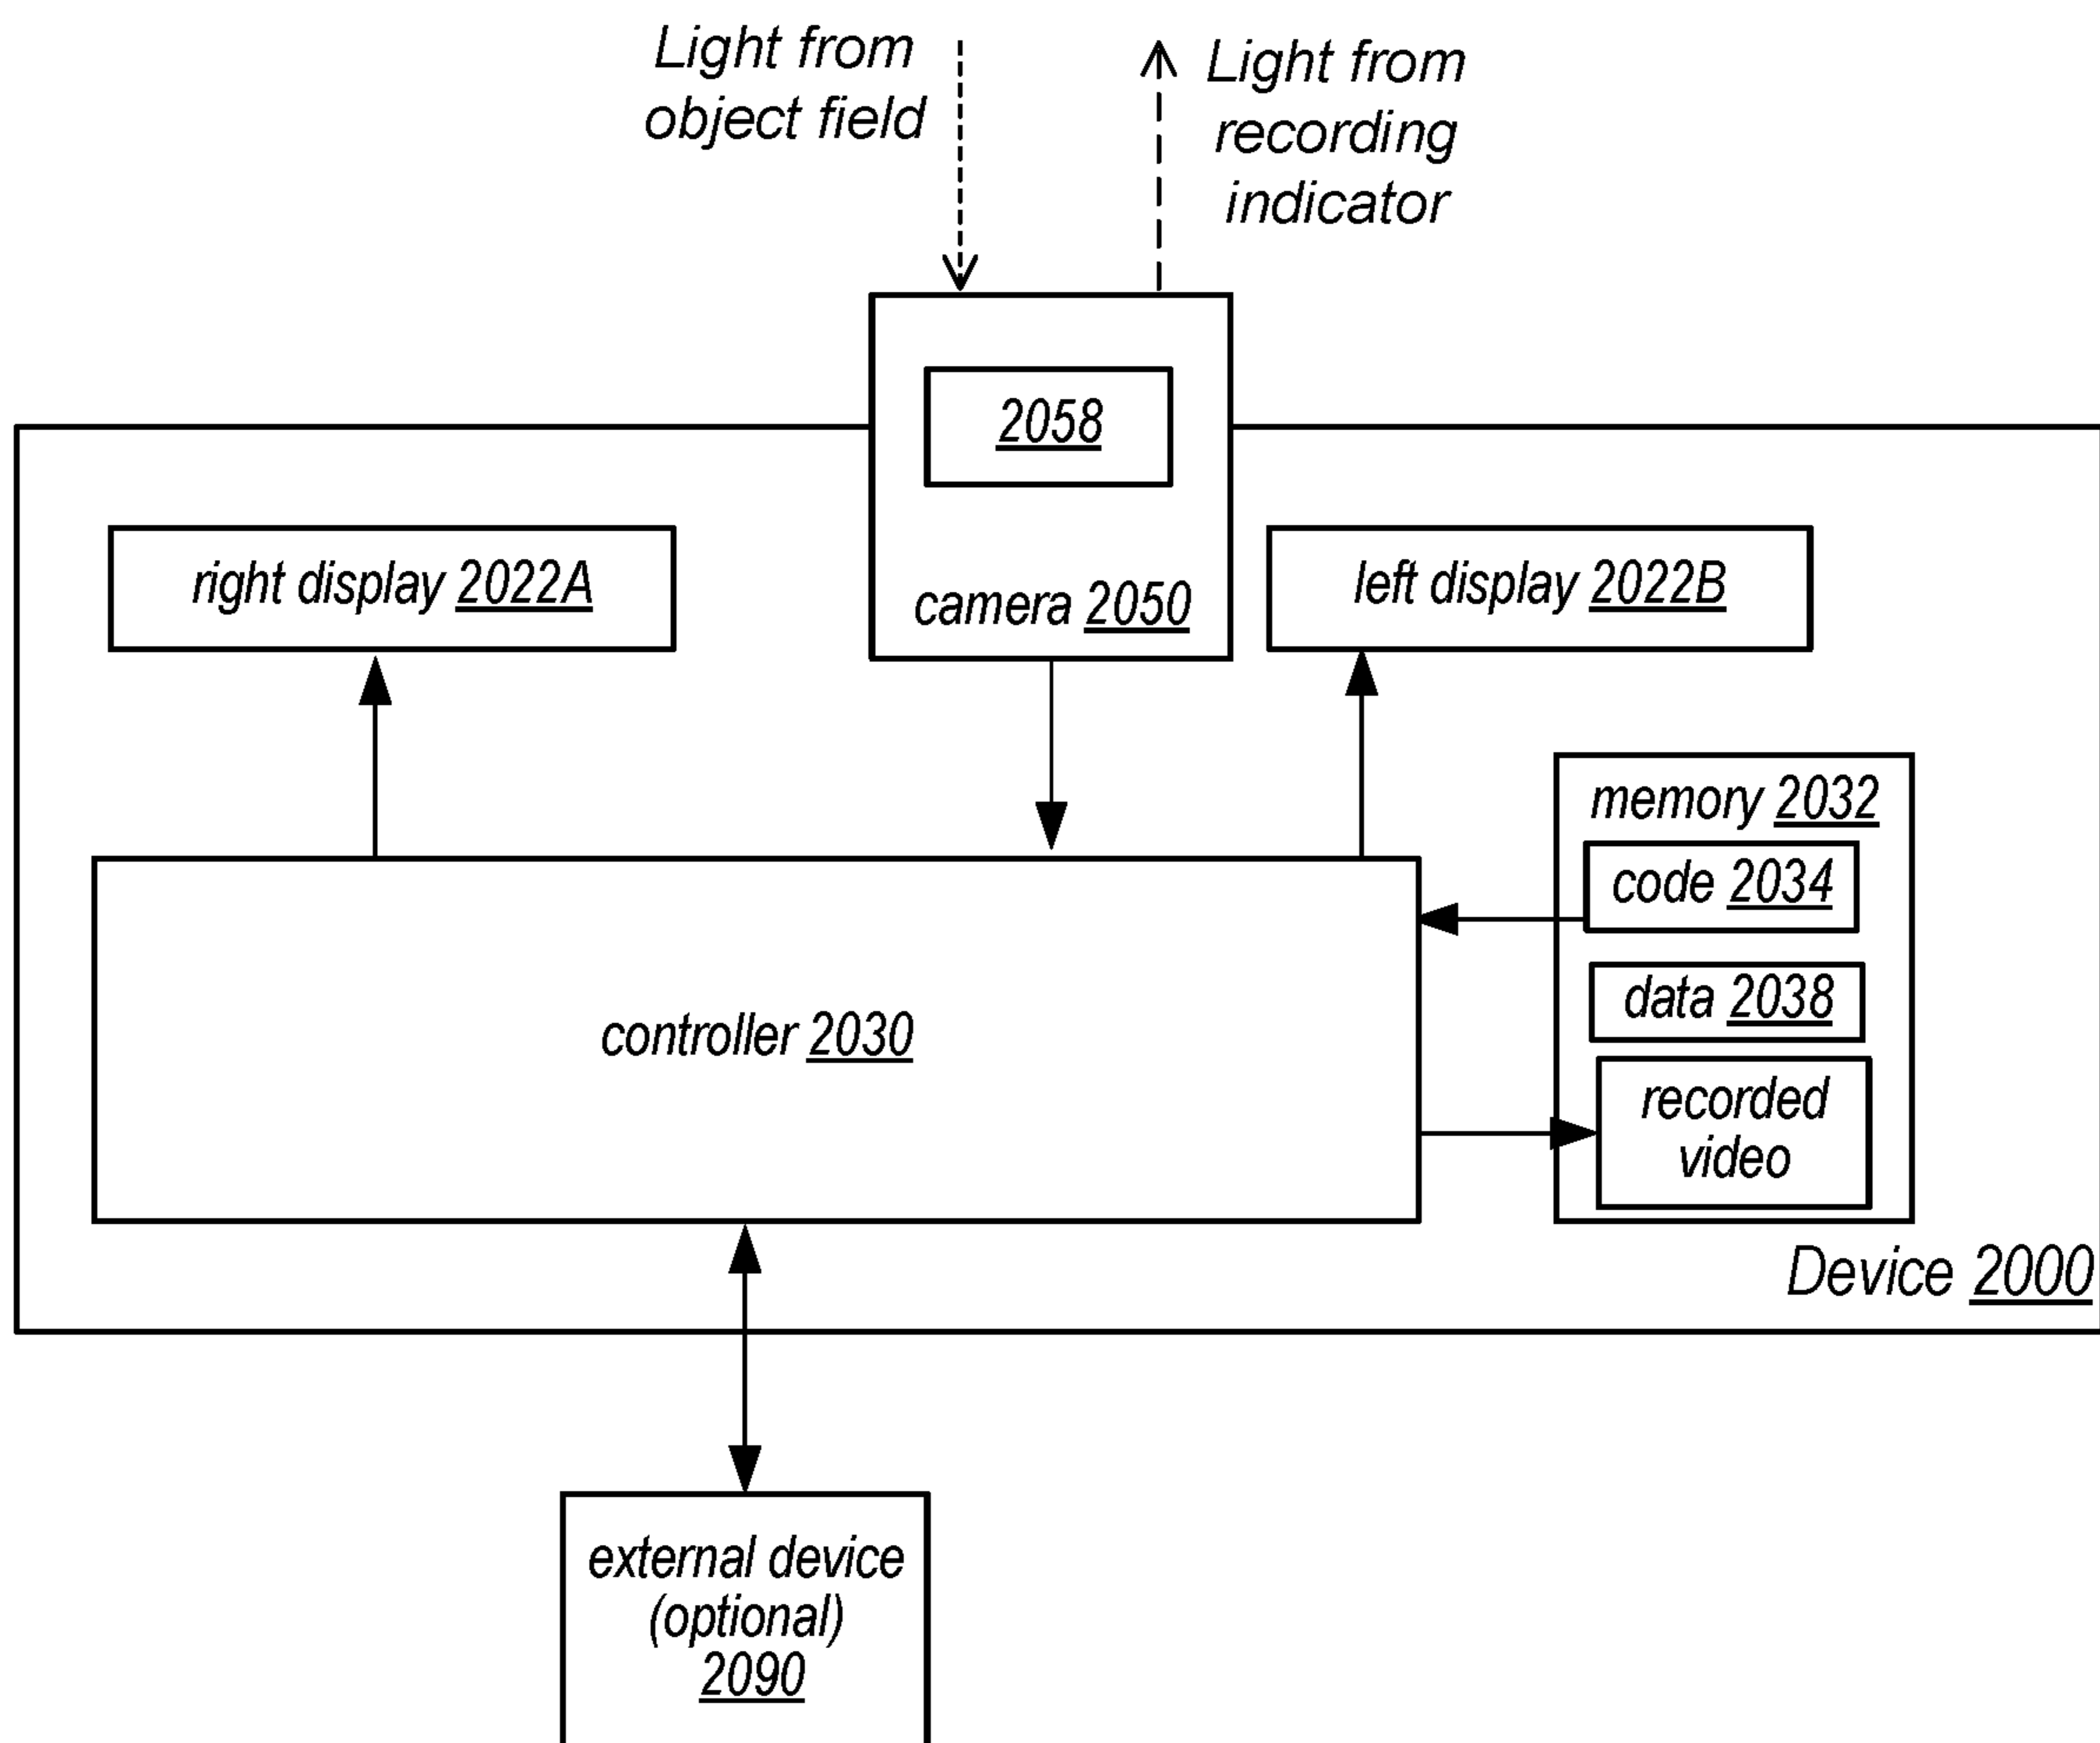 Light from
object field
Light from
recording
indicator
2058
right display 2022A
camera 2050
left display 2022B
memory 2032
code 2034
data 2038
controller 2030
recorded
video
Device 2000
external device
(optional)
2090